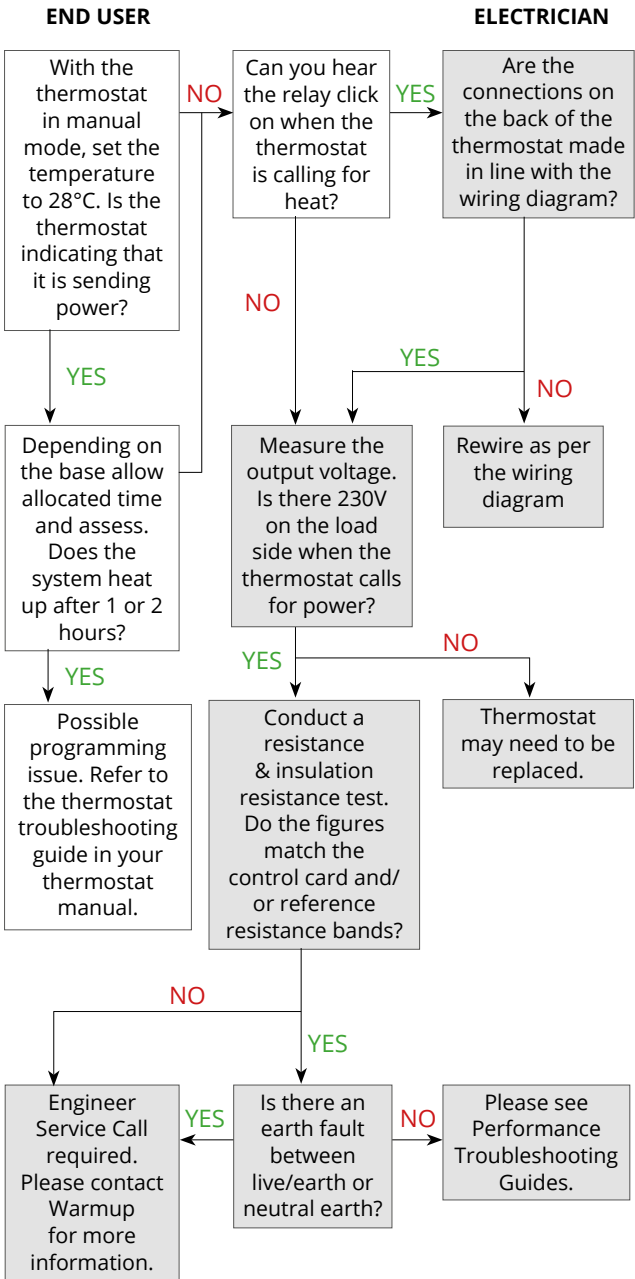 END USER
ELECTRICIAN
With the
thermostat
in manual
mode, set the
temperature
to 28°C. Is the
thermostat
indicating that
it is sending
power?
NO
Can you hear
the relay click
on when the
thermostat
is calling for
heat?
YES
Are the
connections on
the back of the
thermostat made
in line with the
wiring diagram?
YES
NO
YES
NO
Depending on
the base allow
allocated time
and assess.
Does the
system heat
up after 1 or 2
hours?
Measure the
output voltage.
Is there 230V
on the load
side when the
thermostat calls
for power?
Rewire as per
the wiring
diagram
YES
YES
NO
Possible
programming
issue. Refer to
the thermostat
troubleshooting
guide in your
thermostat
manual.
Conduct a
resistance
& insulation
resistance test.
Do the figures
match the
control card and/
or reference
resistance bands?
Thermostat
may need to be
replaced.
NO
YES
Engineer
Service Call
required.
Please contact
Warmup
for more
information.
YES
Is there an
earth fault
between
live/earth or
neutral earth?
NO
Please see
Performance
Troubleshooting
Guides.